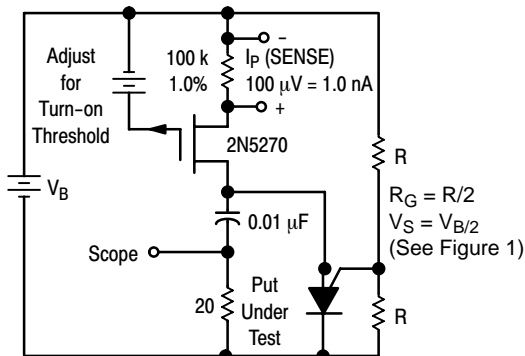 Adjust
for
Turn–on
Threshold
100 k
1.0%
–
IP (SENSE)
100 μV = 1.0 nA
+
2N5270
VB
R
RG = R/2
VS = VB/2
(See Figure 1)
0.01 μF
Scope
20
Put
Under
Test
R